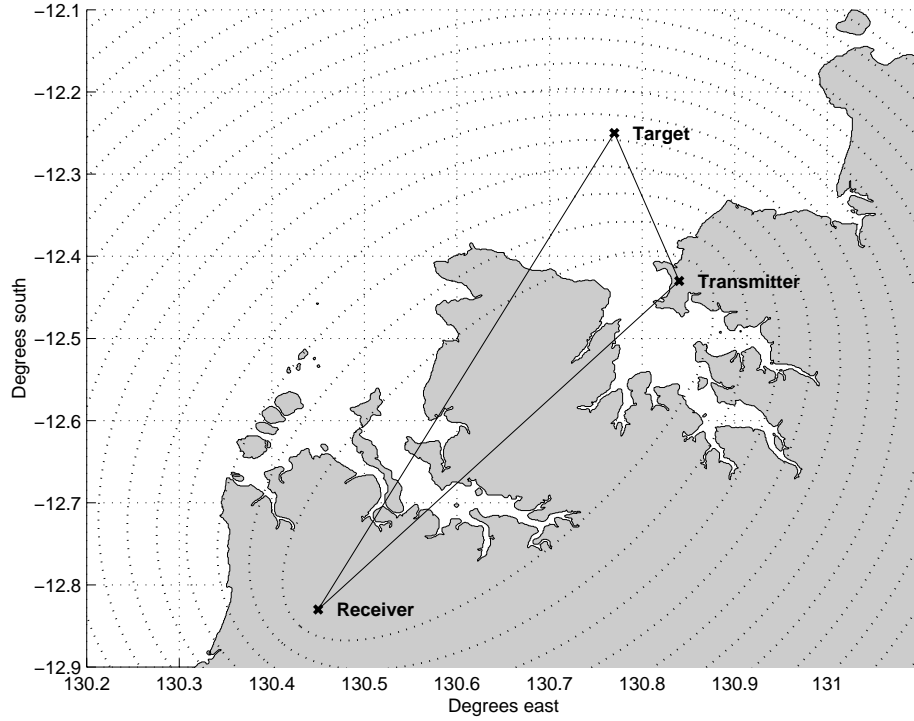 −12.1
−12.2
−12.3
−12.4
−12.5
−12.6
−12.7
−12.8
−12.9
Degrees south
Target
Transmitter
Receiver
130.2 130.3 130.4 130.5 130.6 130.7 130.8 130.9 131
Degrees east